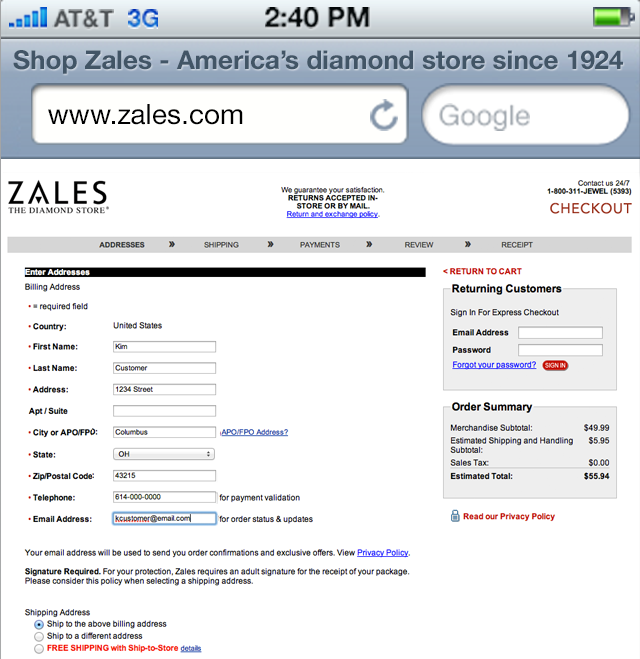 AT&T 3G 2:40 PM
Shop Zales - America's diamond store since 1924
www.zales.com Google
ZALES
THE DIAMOND STORE®
We guarantee your satisfaction.
RETURNS ACCEPTED IN-
STORE OR BY MAIL.
Return and exchange policy.
Contact us 24/7
1-800-311-JEWEL (5393)
CHECKOUT
ADDRESSES » SHIPPING » PAYMENTS » REVIEW » RECEIPT
Enter Addresses
Billing Address
• = required field
• Country: United States
• First Name: Kim
• Last Name: Customer
• Address: 1234 Street
Apt / Suite
• City or APO/FPO: Columbus APO/FPO Address?
• State: OH
• Zip/Postal Code: 43215
• Telephone: 614-000-0000 for payment validation
• Email Address: kcustomer@email.com for order status & updates
Your email address will be used to send you order confirmations and exclusive offers. View Privacy Policy.
Signature Required. For your protection, Zales requires an adult signature for the receipt of your package.
Please consider this policy when selecting a shipping address.
Shipping Address
Ship to the above billing address
Ship to a different address
FREE SHIPPING with Ship-to-Store details
< RETURN TO CART
Returning Customers
Sign In For Express Checkout
Email Address
Password
Forgot your password? SIGN IN
Order Summary
Merchandise Subtotal: $49.99
Estimated Shipping and Handling $5.95
Subtotal:
Sales Tax: $0.00
Estimated Total: $55.94
Read our Privacy Policy